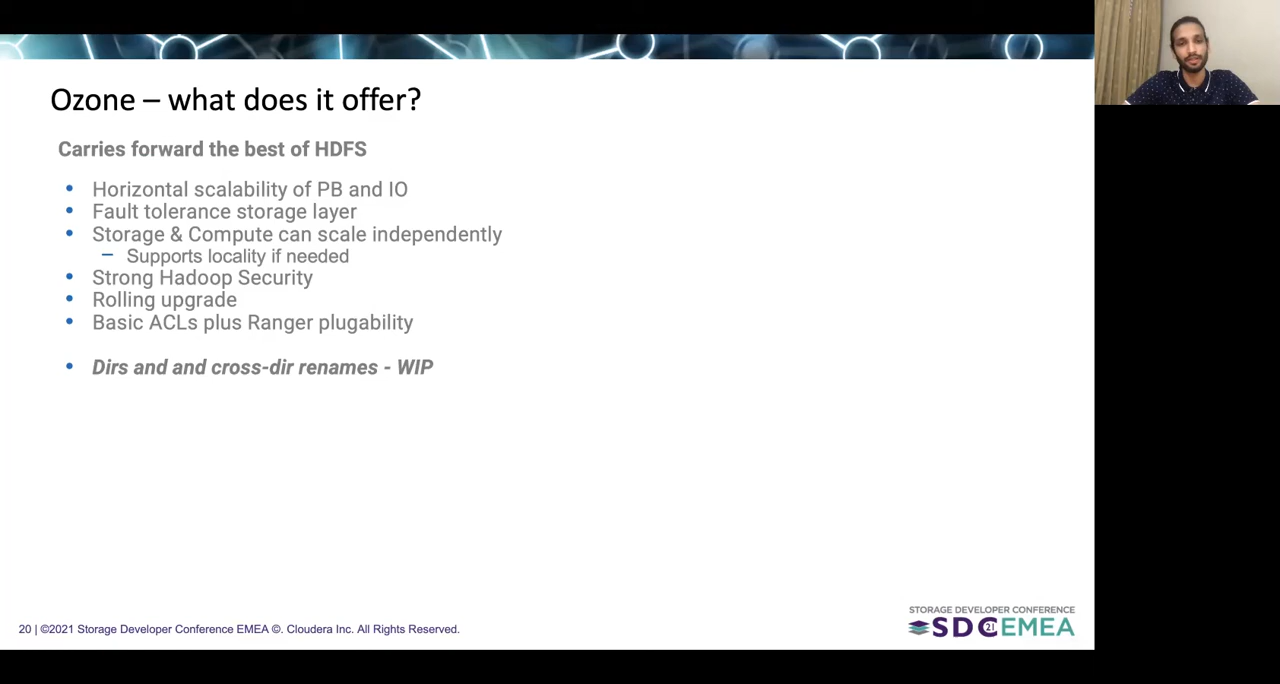 Ozone – what does it offer?
Carries forward the best of HDFS
• Horizontal scalability of PB and IO
• Fault tolerance storage layer
• Storage & Compute can scale independently
– Supports locality if needed
• Strong Hadoop Security
• Rolling upgrade
• Basic ACLs plus Ranger plugability
• Dirs and and cross-dir renames - WIP
20 | ©2021 Storage Developer Conference EMEA ©. Cloudera Inc. All Rights Reserved.
STORAGE DEVELOPER CONFERENCE
SDC 21 EMEA